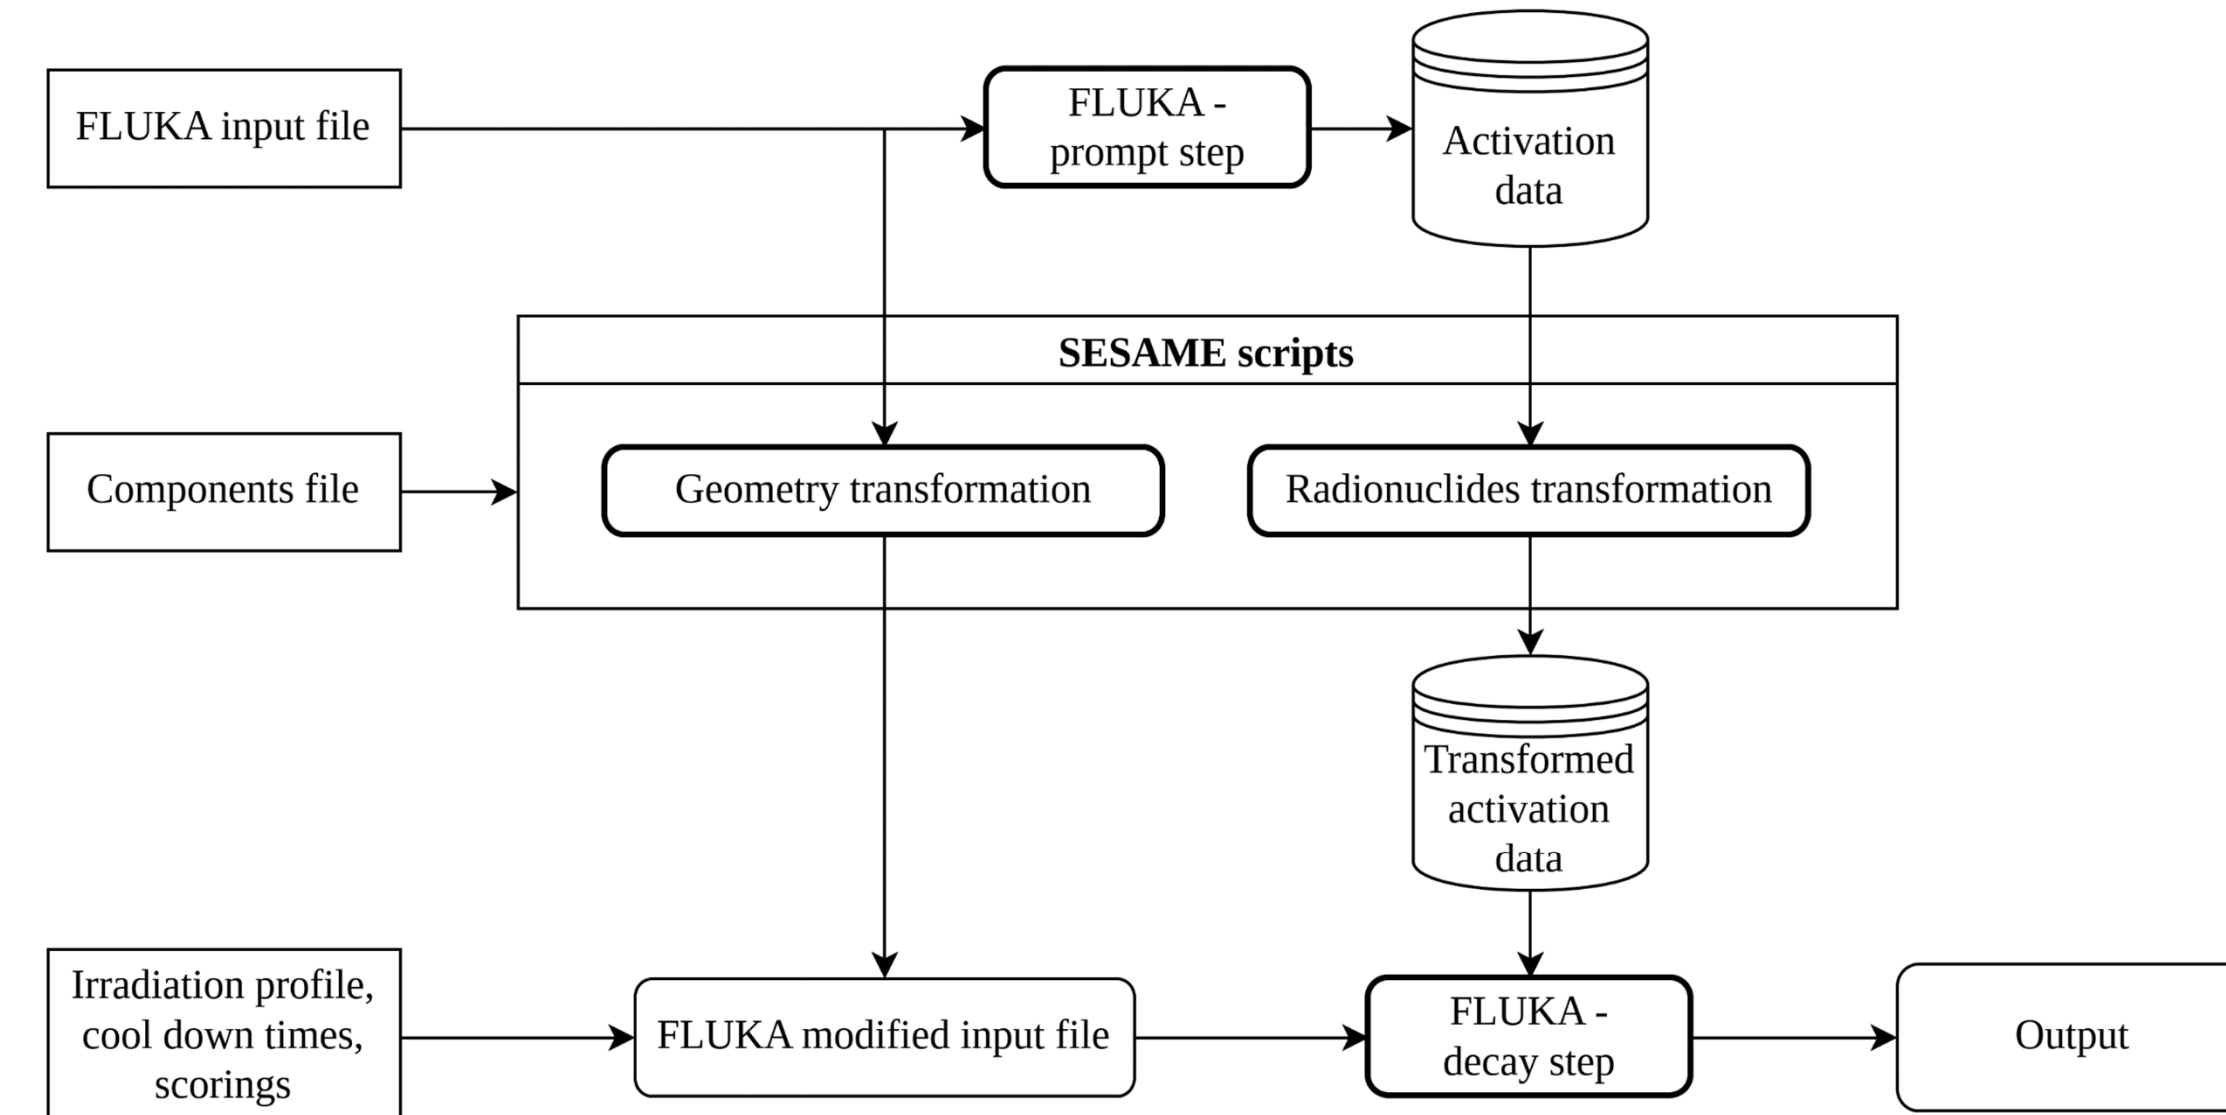 FLUKA input file
FLUKA -
prompt step
Activation
data
SESAME scripts
Components file
Geometry transformation
Radionuclides transformation
Transformed
activation
data
Irradiation profile,
cool down times,
scorings
FLUKA modified input file
FLUKA -
decay step
Output